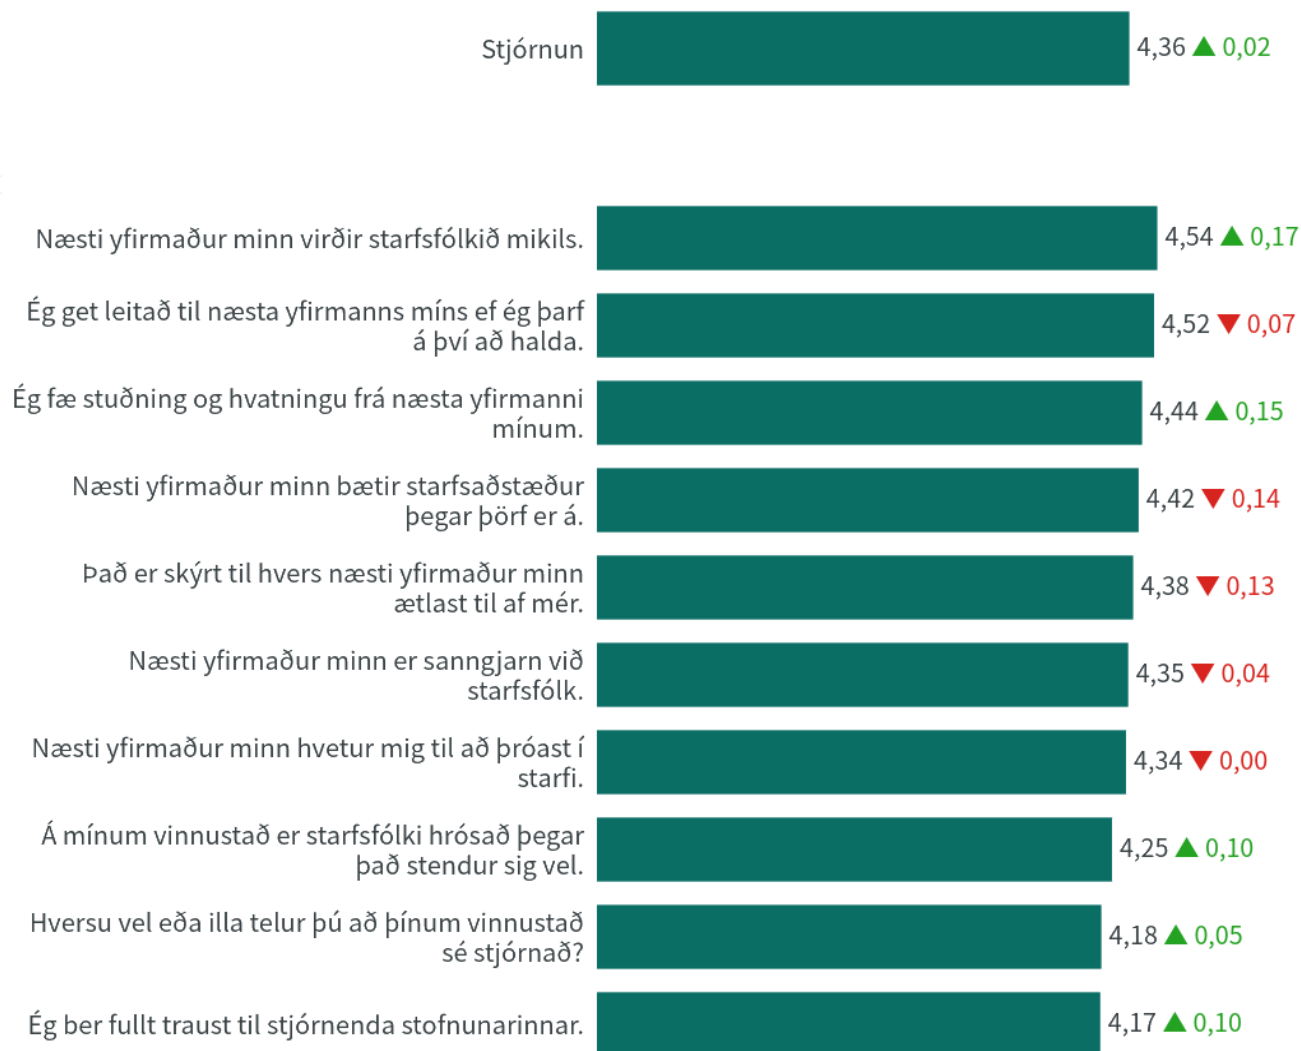 Stjórnun 4,36 ▲ 0,02
Næsti yfirmaður minn virðir starfsfólkið mikils. 4,54 ▲ 0,17
Ég get leitað til næsta yfirmanns míns ef ég þarf
á því að halda. 4,52 ▼ 0,07
Ég fæ stuðning og hvatningu frá næsta yfirmanni
mínum. 4,44 ▲ 0,15
Næsti yfirmaður minn bætir starfsaðstæður
þegar þörf er á. 4,42 ▼ 0,14
Það er skýrt til hvers næsti yfirmaður minn
ætlast til af mér. 4,38 ▼ 0,13
Næsti yfirmaður minn er sanngjarn við
starfsfólk. 4,35 ▼ 0,04
Næsti yfirmaður minn hvetur mig til að þróast í
starfi. 4,34 ▼ 0,00
Á mínum vinnustað er starfsfólki hrósað þegar
það stendur sig vel. 4,25 ▲ 0,10
Hversu vel eða illa telur þú að þínum vinnustað
sé stjórnað? 4,18 ▲ 0,05
Ég ber fullt traust til stjórnenda stofnunarinnar. 4,17 ▲ 0,10